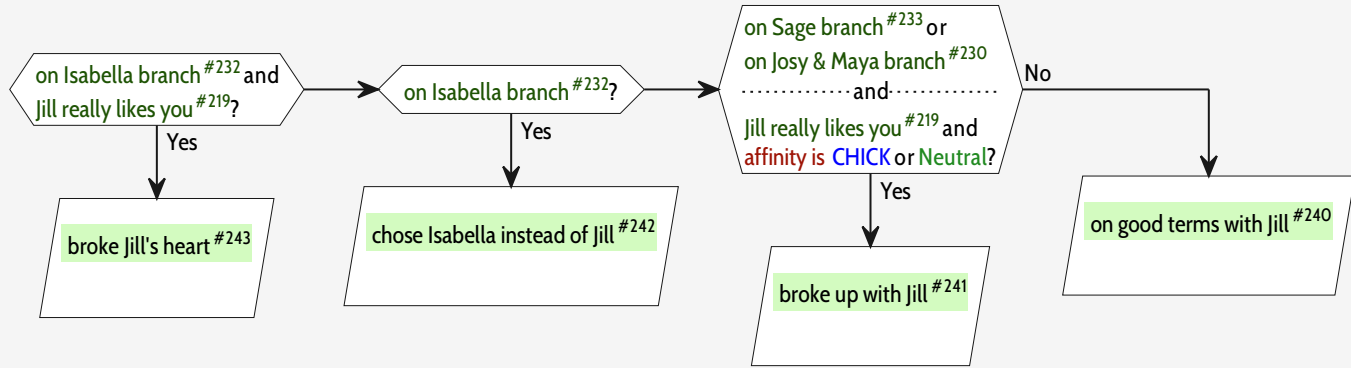 on Isabella branch #232 and
Jill really likes you #219?
Yes
broke Jill's heart #243
on Isabella branch #232?
Yes
chose Isabella instead of Jill #242
on Sage branch #233 or
on Josy & Maya branch #230
and
Jill really likes you #219 and
affinity is CHICK or Neutral?
Yes
broke up with Jill #241
No
on good terms with Jill #240